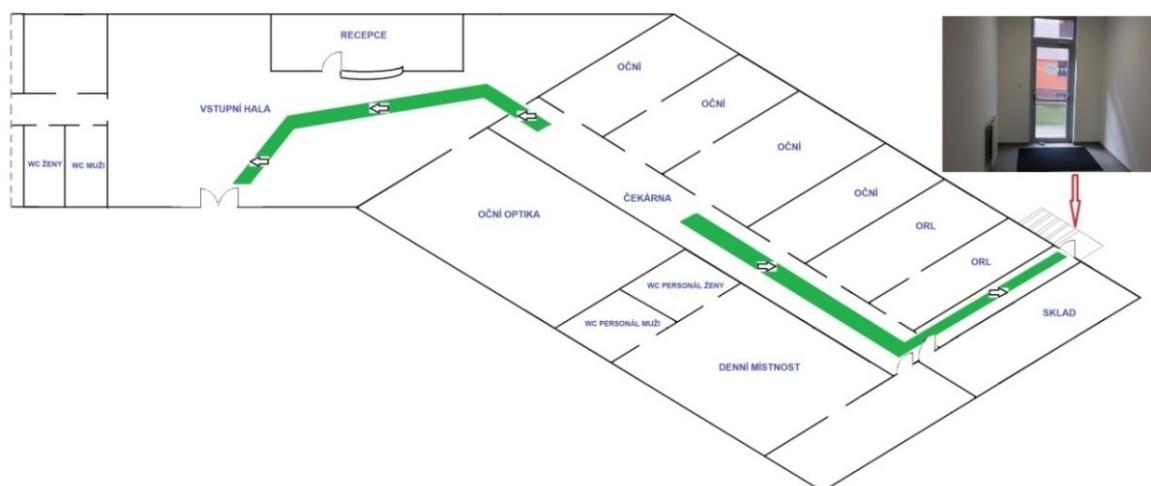 RECEPCE
OČNÍ
VSTUPNÍ HALA
OČNÍ
OČNÍ
WC ŽENY
WC MUŽI
OČNÍ
ČEKÁRNA
OČNÍ OPTIKA
ORL
ORL
WC PERSONÁL ŽENY
SKLAD
WC PERSONÁL MUŽI
DENNÍ MÍSTNOST